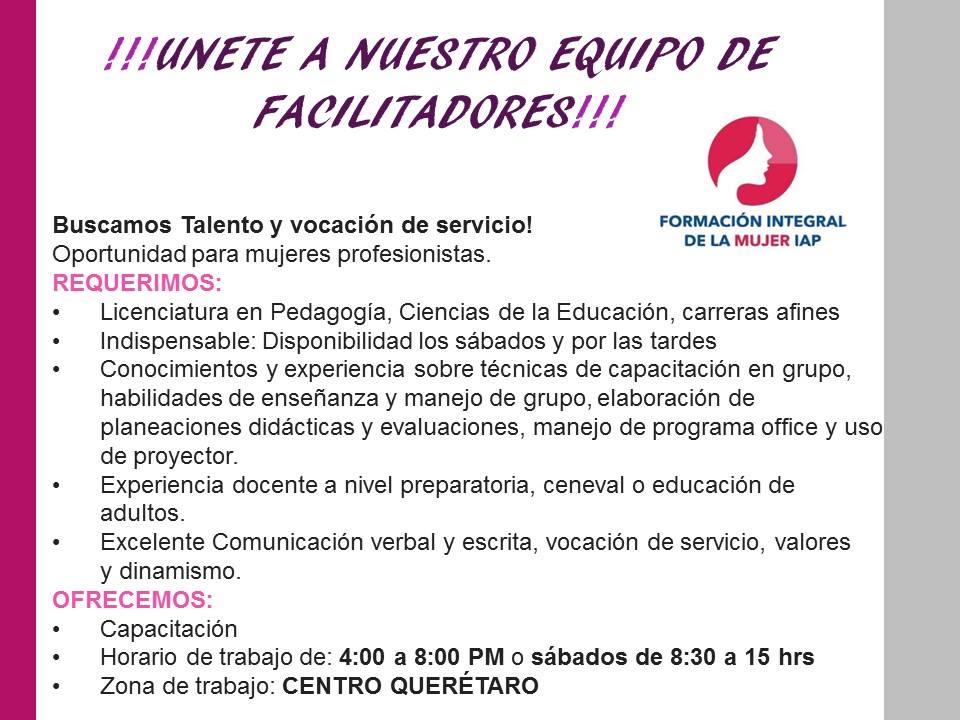 !!!UNETE A NUESTRO EQUIPO DE
FACILITADORES!!!
FORMACIÓN INTEGRAL
DE LA MUJER IAP
Buscamos Talento y vocación de servicio!
Oportunidad para mujeres profesionistas.
REQUERIMOS:
• Licenciatura en Pedagogía, Ciencias de la Educación, carreras afines
• Indispensable: Disponibilidad los sábados y por las tardes
• Conocimientos y experiencia sobre técnicas de capacitación en grupo,
habilidades de enseñanza y manejo de grupo, elaboración de
planeaciones didácticas y evaluaciones, manejo de programa office y uso
de proyector.
• Experiencia docente a nivel preparatoria, ceneval o educación de
adultos.
• Excelente Comunicación verbal y escrita, vocación de servicio, valores
y dinamismo.
OFRECEMOS:
• Capacitación
• Horario de trabajo de: 4:00 a 8:00 PM o sábados de 8:30 a 15 hrs
• Zona de trabajo: CENTRO QUERÉTARO